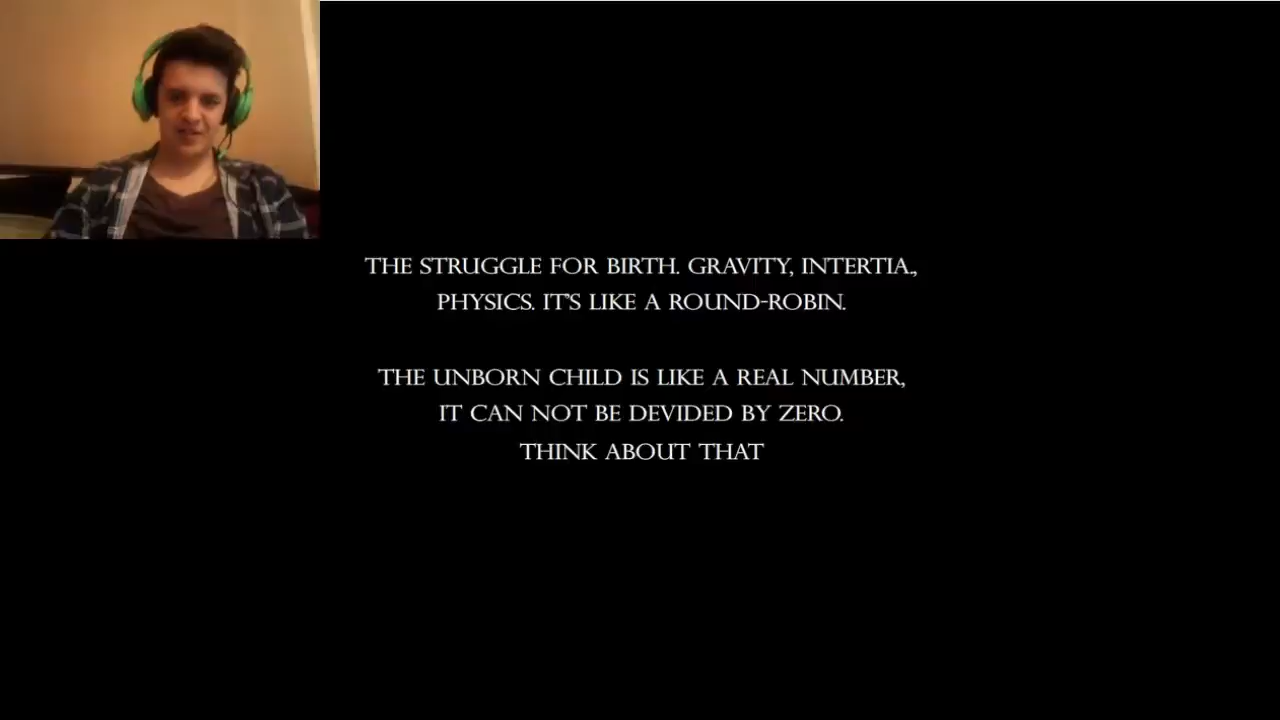 THE STRUGGLE FOR BIRTH. GRAVITY, INTERTIA.,
PHYSICS. IT'S LIKE A ROUND-ROBIN.
THE UNBORN CHILD IS LIKE A REAL NUMBER,
IT CAN NOT BE DEVIDED BY ZERO.
THINK ABOUT THAT